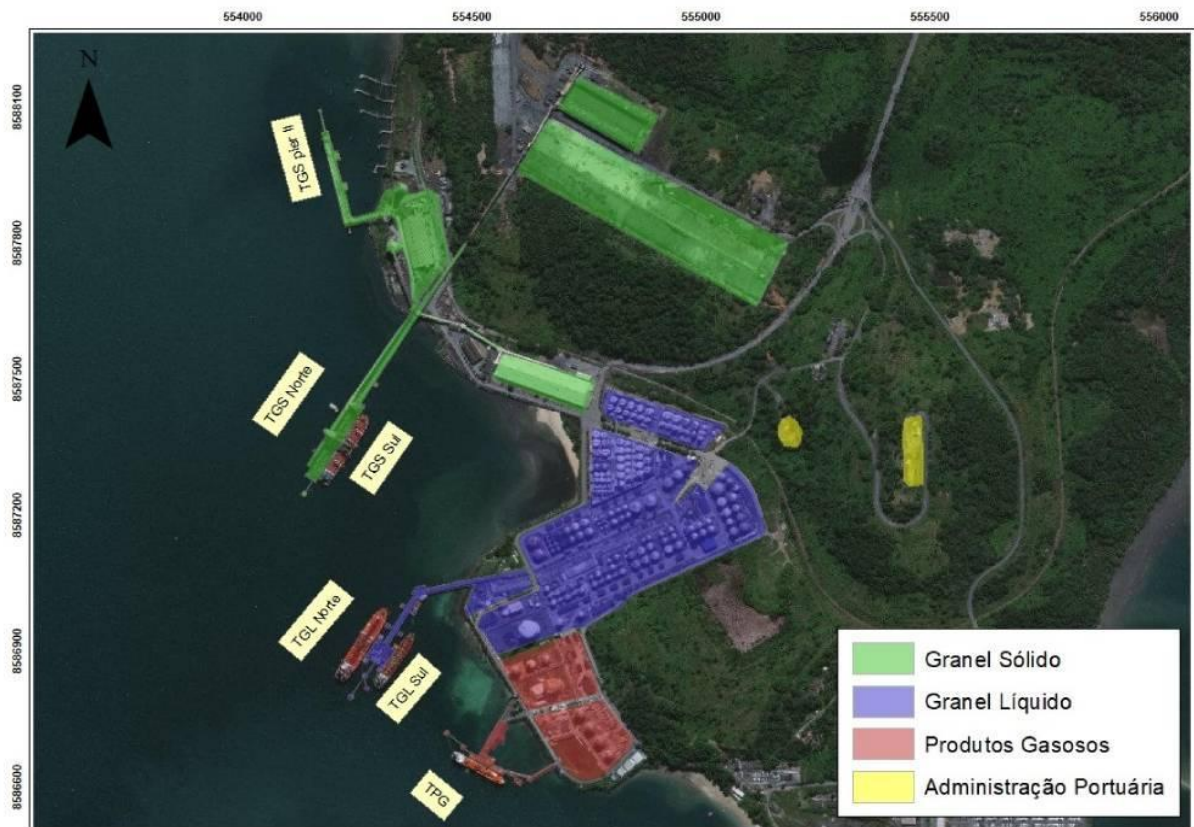 554000
554500
555000
555500
556000
N
8588100
8587800
8587500
8587200
8586900
8586600
TGS pier II
TGS Norte
TGS Sul
TGL Norte
TGL Sul
TPG
Granel Sólido
Granel Líquido
Produtos Gasosos
Administração Portuária